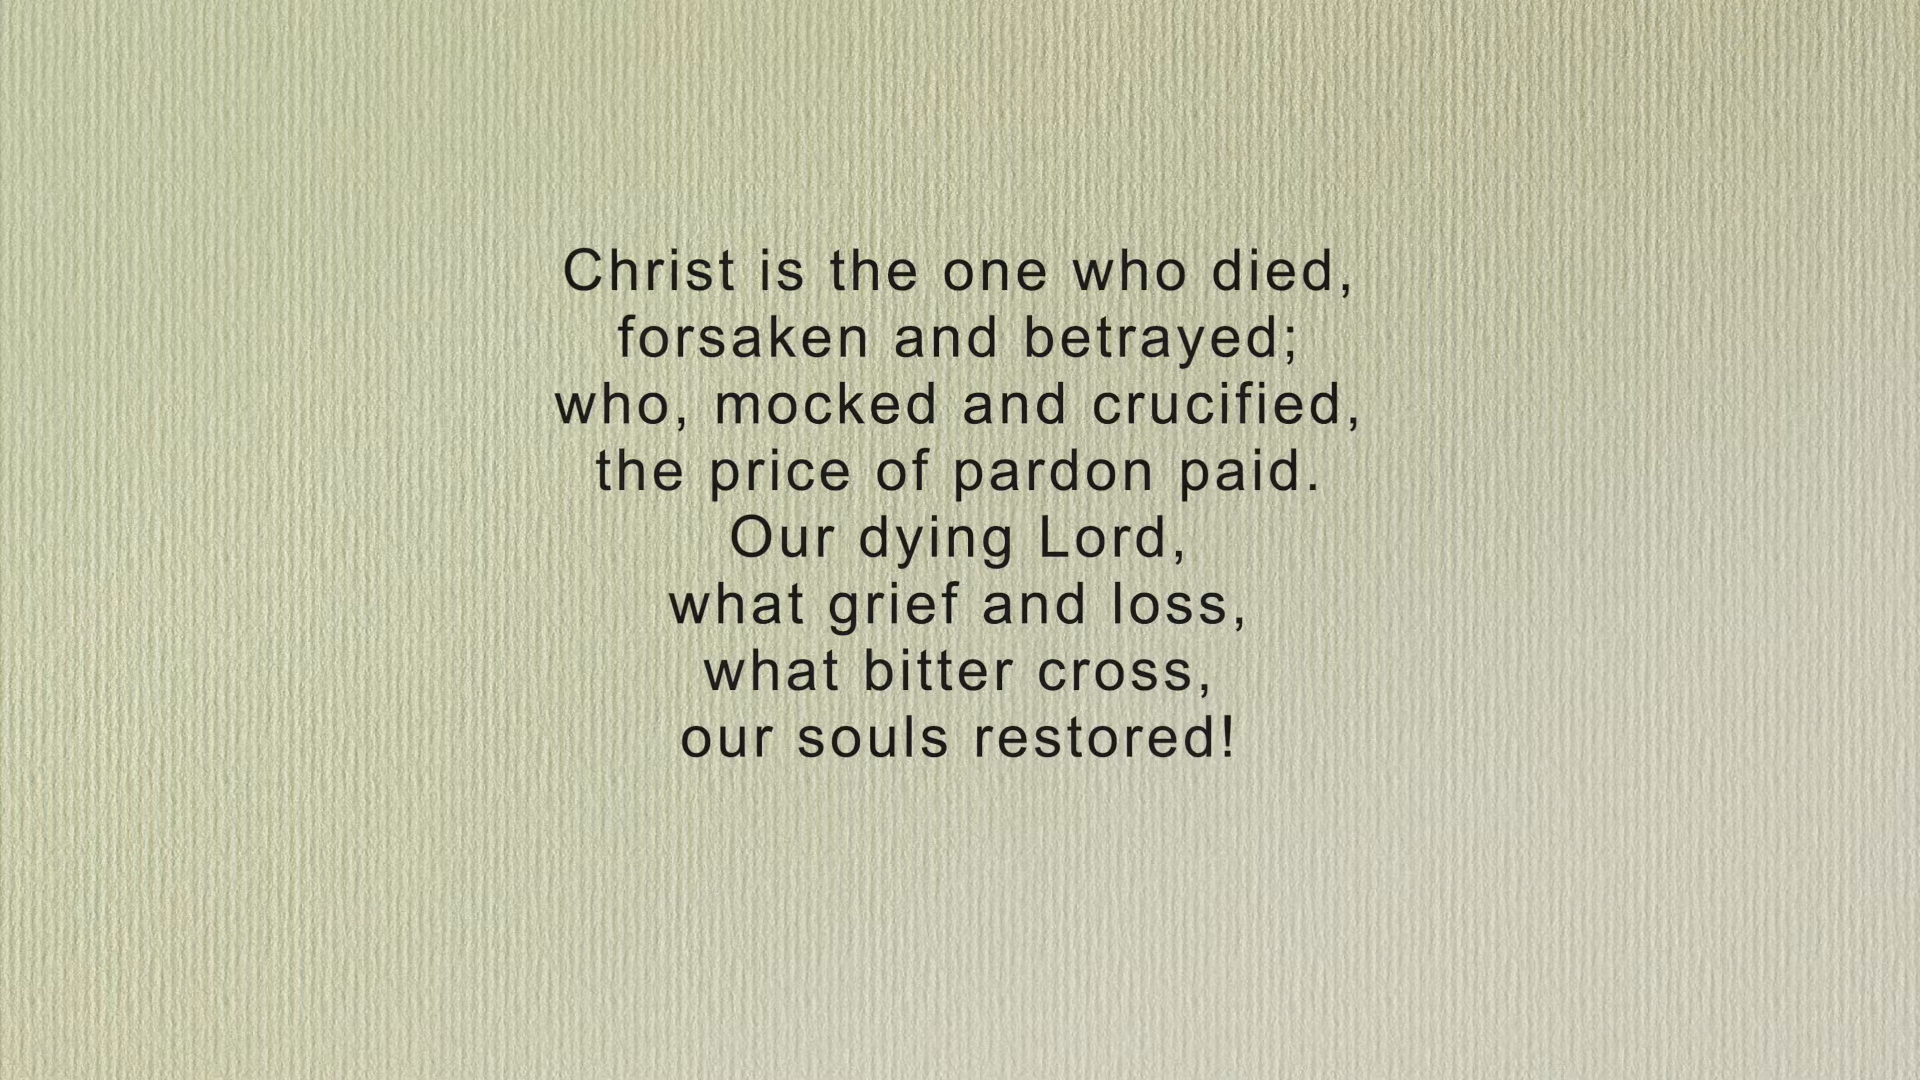 Christ is the one who died,
forsaken and betrayed;
who, mocked and crucified,
the price of pardon paid.
Our dying Lord,
what grief and loss,
what bitter cross,
our souls restored!